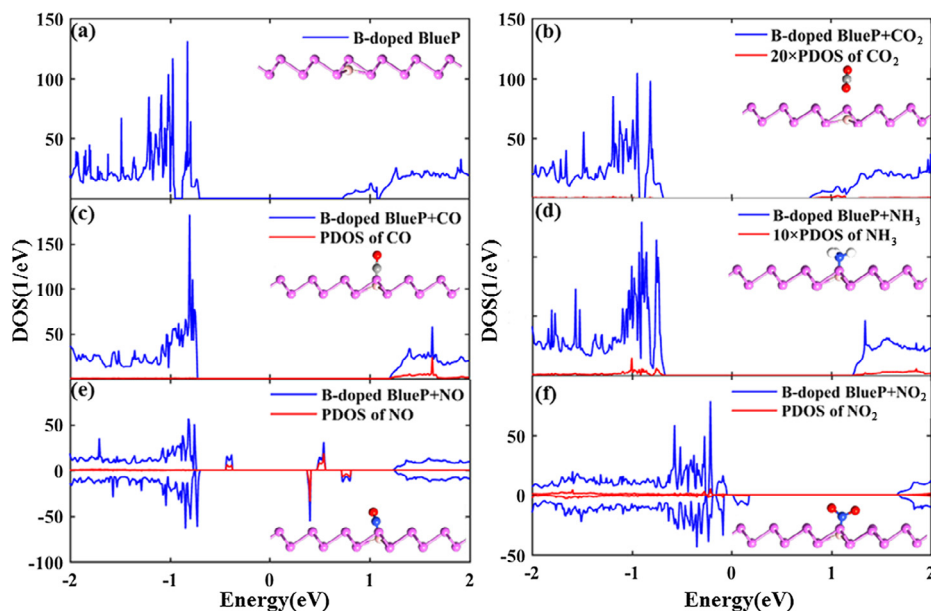 (a)
B-doped BlueP
150
100
50
(b)
B-doped BlueP+CO₂
20×PDOS of CO₂
150
100
50
(c)
B-doped BlueP+CO
PDOS of CO
150
100
50
DOS(1/eV)
(d)
B-doped BlueP+NH₃
10×PDOS of NH₃
DOS(1/eV)
(e)
B-doped BlueP+NO
PDOS of NO
50
0
-50
-100
(f)
B-doped BlueP+NO₂
PDOS of NO₂
50
0
-50
-2 -1 0 1 2
Energy(eV)
-2 -1 0 1 2
Energy(eV)